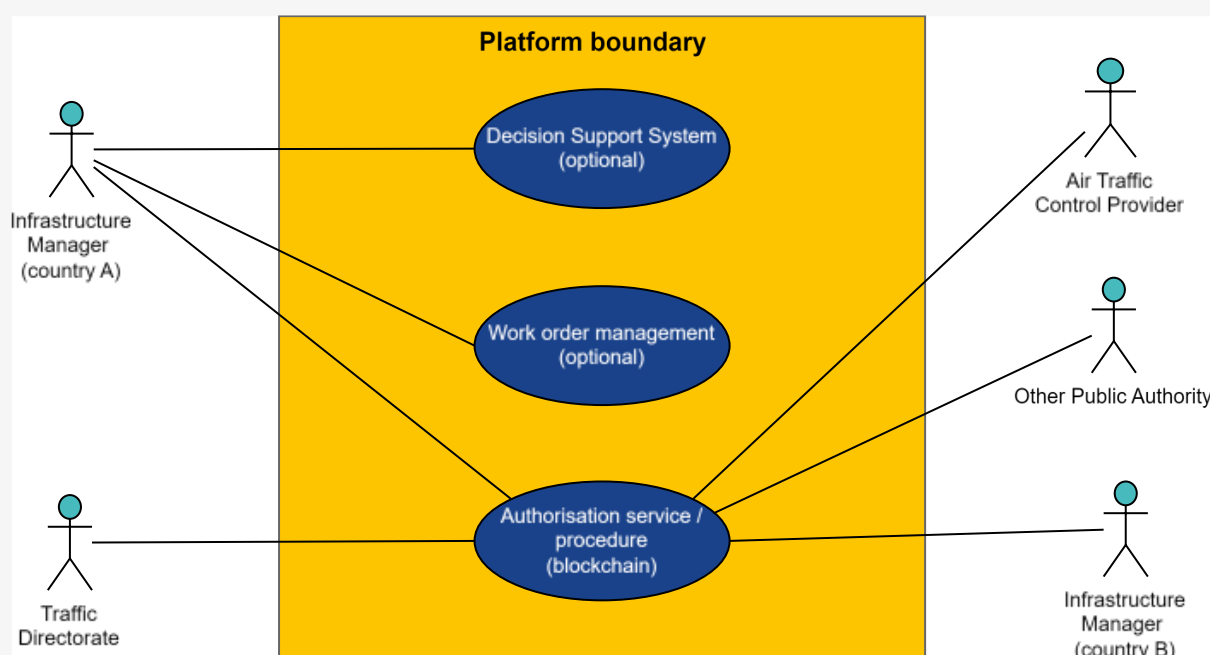 Platform boundary
Decision Support System
(optional)
Infrastructure
Manager
(country A)
Work order management
(optional)
Authorisation service /
procedure
(blockchain)
Traffic
Directorate
Air Traffic
Control Provider
Other Public Authority
Infrastructure
Manager
(country B)